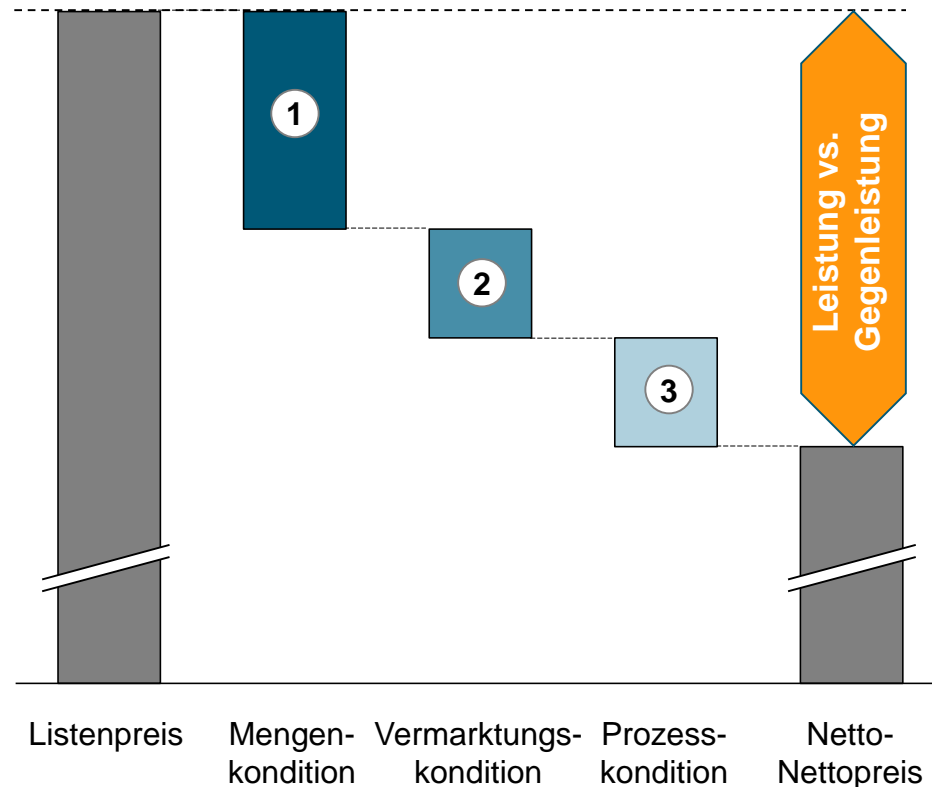 1
2
3
Leistung vs.
Gegenleistung
Listenpreis
Mengen-
kondition
Vermarktungs-
kondition
Prozess-
kondition
Netto-
Nettopreis